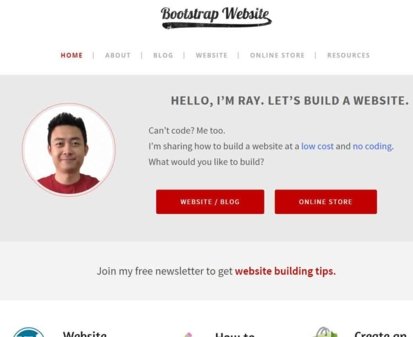 Bootstrap Website
HOME | ABOUT | BLOG | WEBSITE | ONLINE STORE | RESOURCES
HELLO, I'M RAY. LET'S BUILD A WEBSITE.
Can't code? Me too.
I'm sharing how to build a website at a low cost and no coding.
What would you like to build?
WEBSITE / BLOG ONLINE STORE
Join my free newsletter to get website building tips.
Website How to Create an